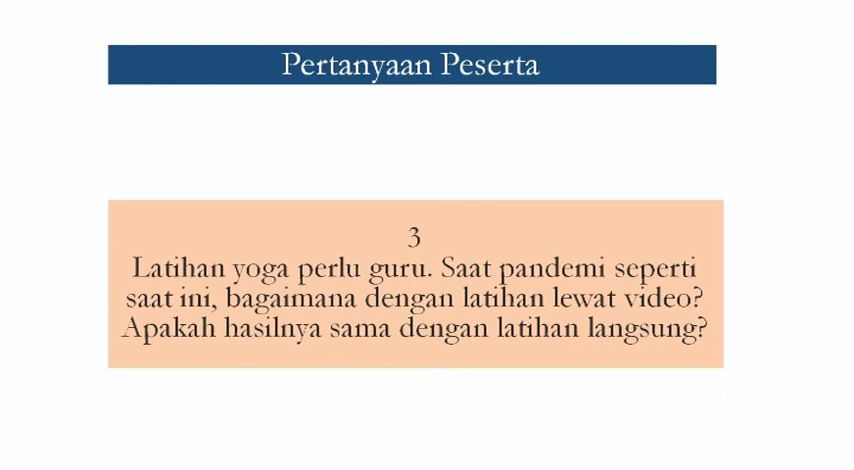 Pertanyaan Peserta
3
Latihan yoga perlu guru. Saat pandemi seperti
saat ini, bagaimana dengan latihan lewat video?
Apakah hasilnya sama dengan latihan langsung?